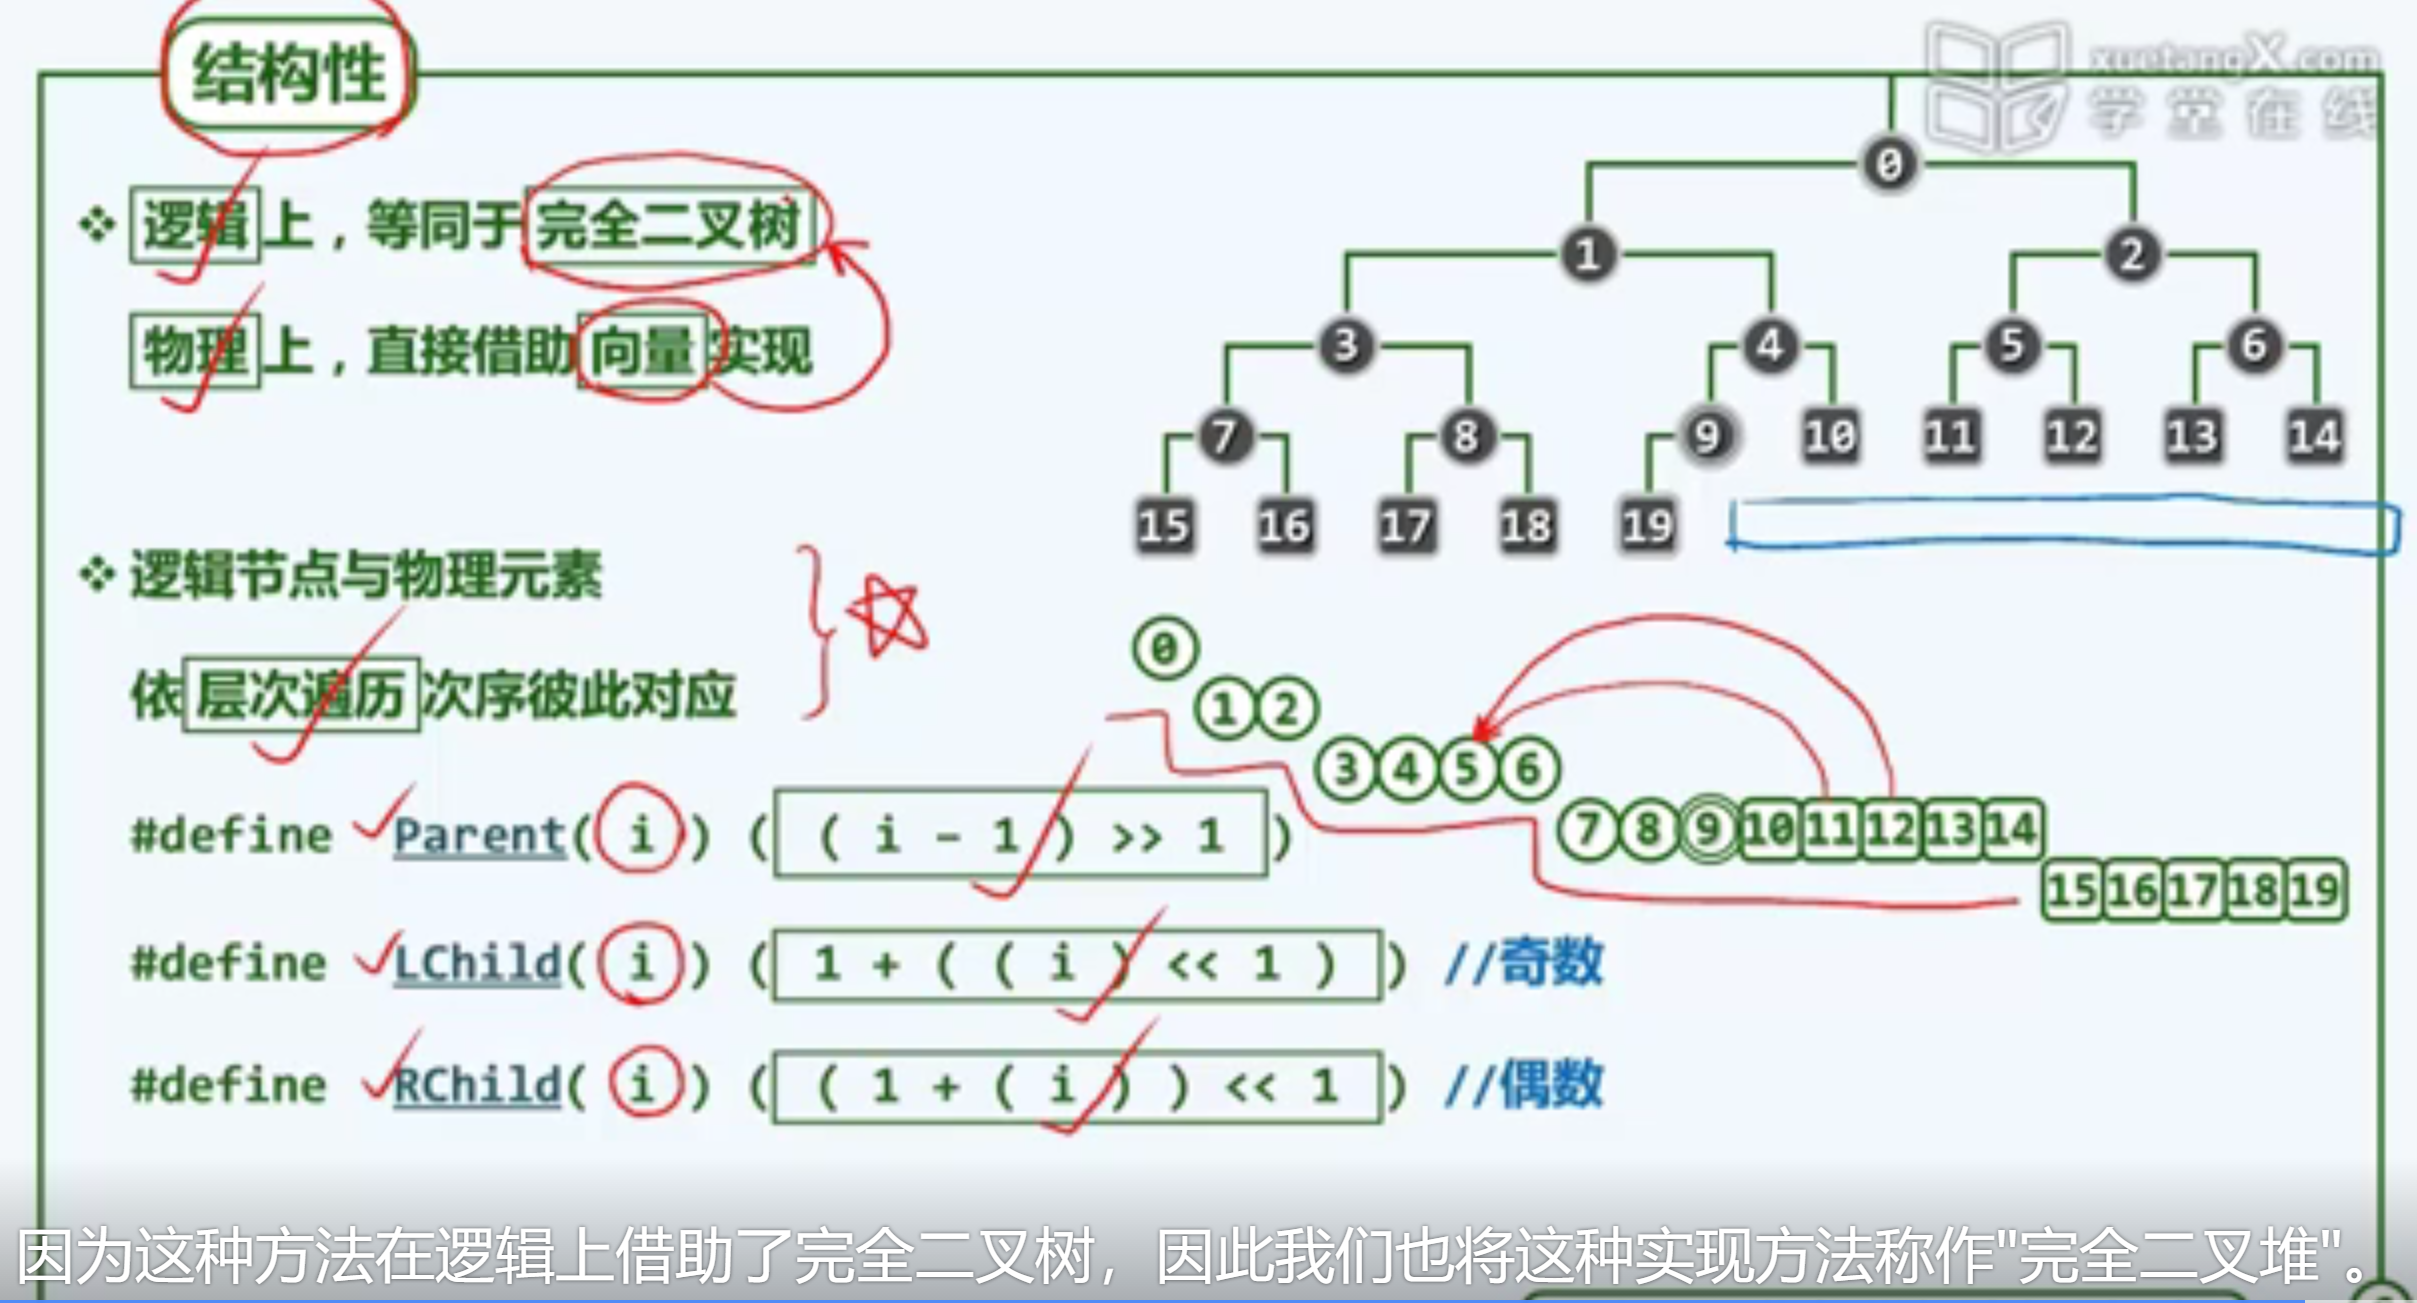 结构性
xuetangX.com
学堂在线
逻辑上，等同于完全二叉树
物理上，直接借助向量实现
逻辑节点与物理元素
依层次遍历次序彼此对应
#define Parent( i ) ( ( i - 1 ) >> 1 )
#define LChild( i ) ( 1 + ( ( i ) << 1 ) ) //奇数
#define RChild( i ) ( ( 1 + ( i ) ) << 1 ) //偶数
0
1 2
3 4 5 6
7 8 9 10 11 12 13 14
15 16 17 18 19
0
1 2
3 4 5 6
7 8 9 10 11 12 13 14
15 16 17 18 19
因为这种方法在逻辑上借助了完全二叉树，因此我们也将这种实现方法称作"完全二叉堆"。